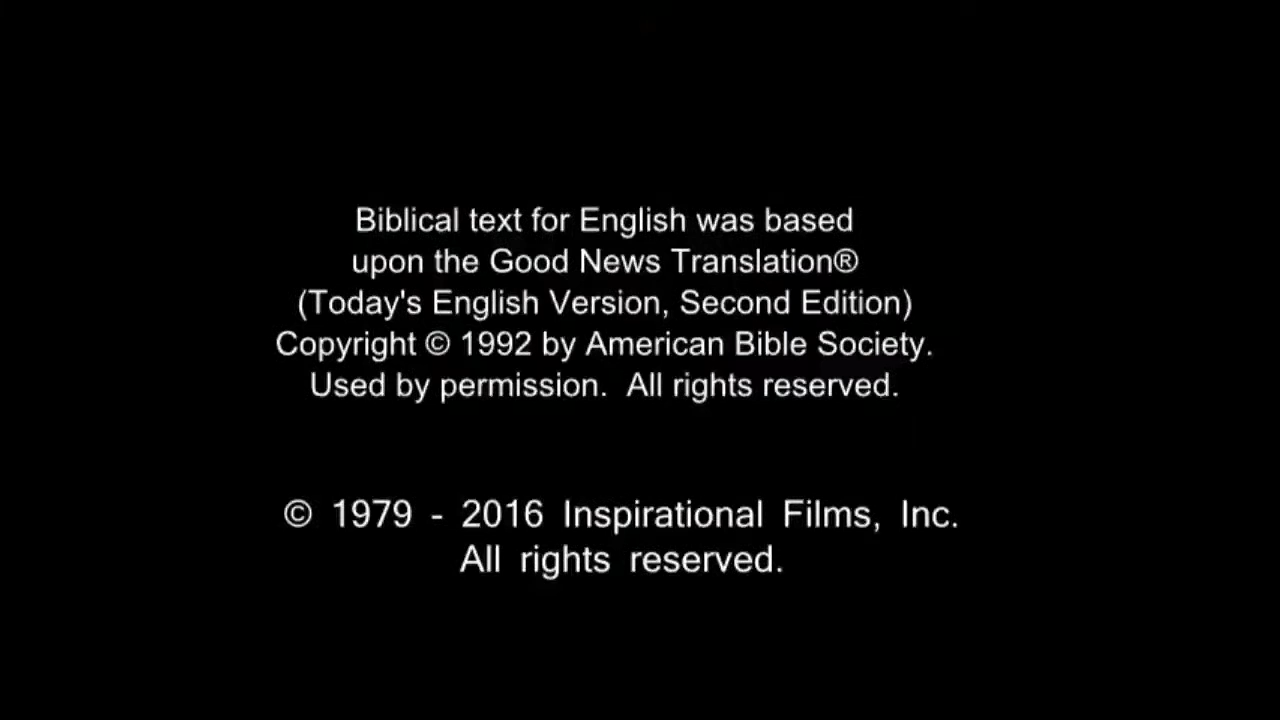 Biblical text for English was based
upon the Good News Translation®
(Today's English Version, Second Edition)
Copyright © 1992 by American Bible Society.
Used by permission.  All rights reserved.
© 1979 - 2016 Inspirational Films, Inc.
All rights reserved.